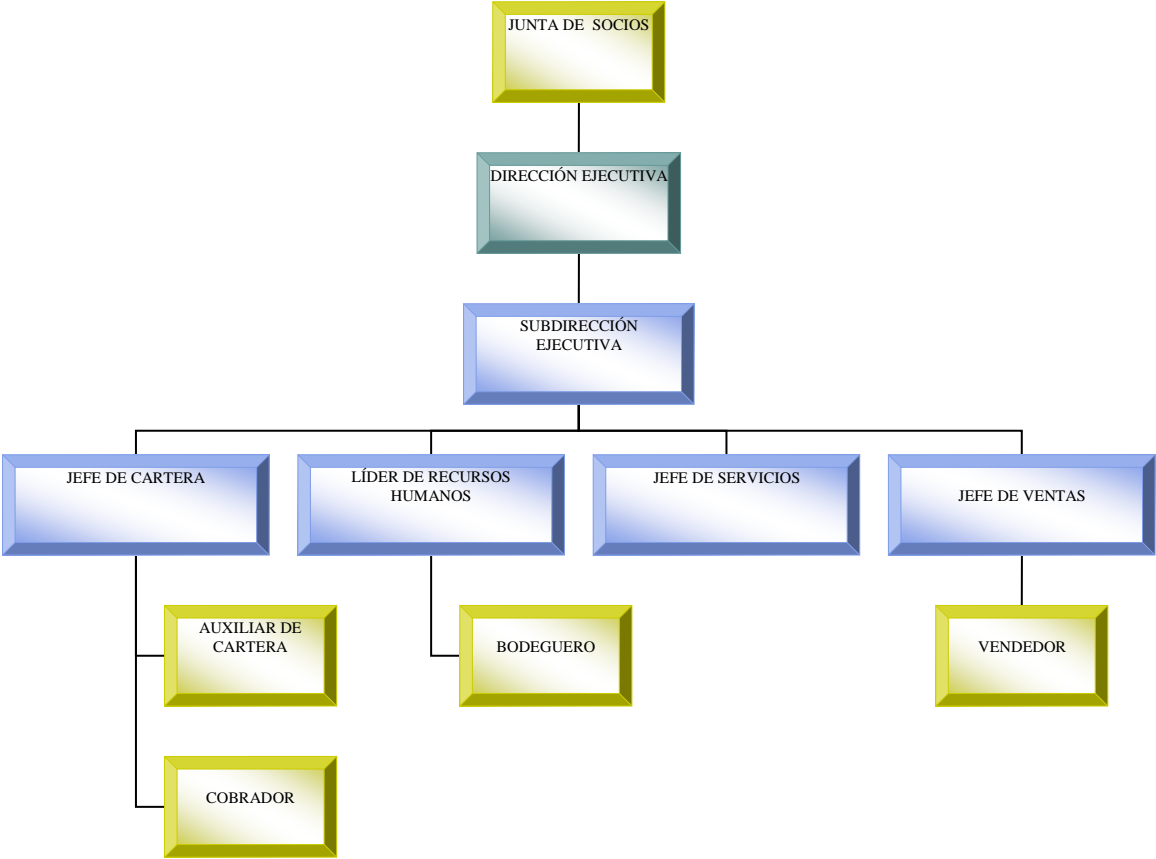 JUNTA DE SOCIOS
DIRECCIÓN EJECUTIVA
SUBDIRECCIÓN
EJECUTIVA
JEFE DE CARTERA
LÍDER DE RECURSOS
HUMANOS
JEFE DE SERVICIOS
JEFE DE VENTAS
AUXILIAR DE
CARTERA
BODEGUERO
VENDEDOR
COBRADOR